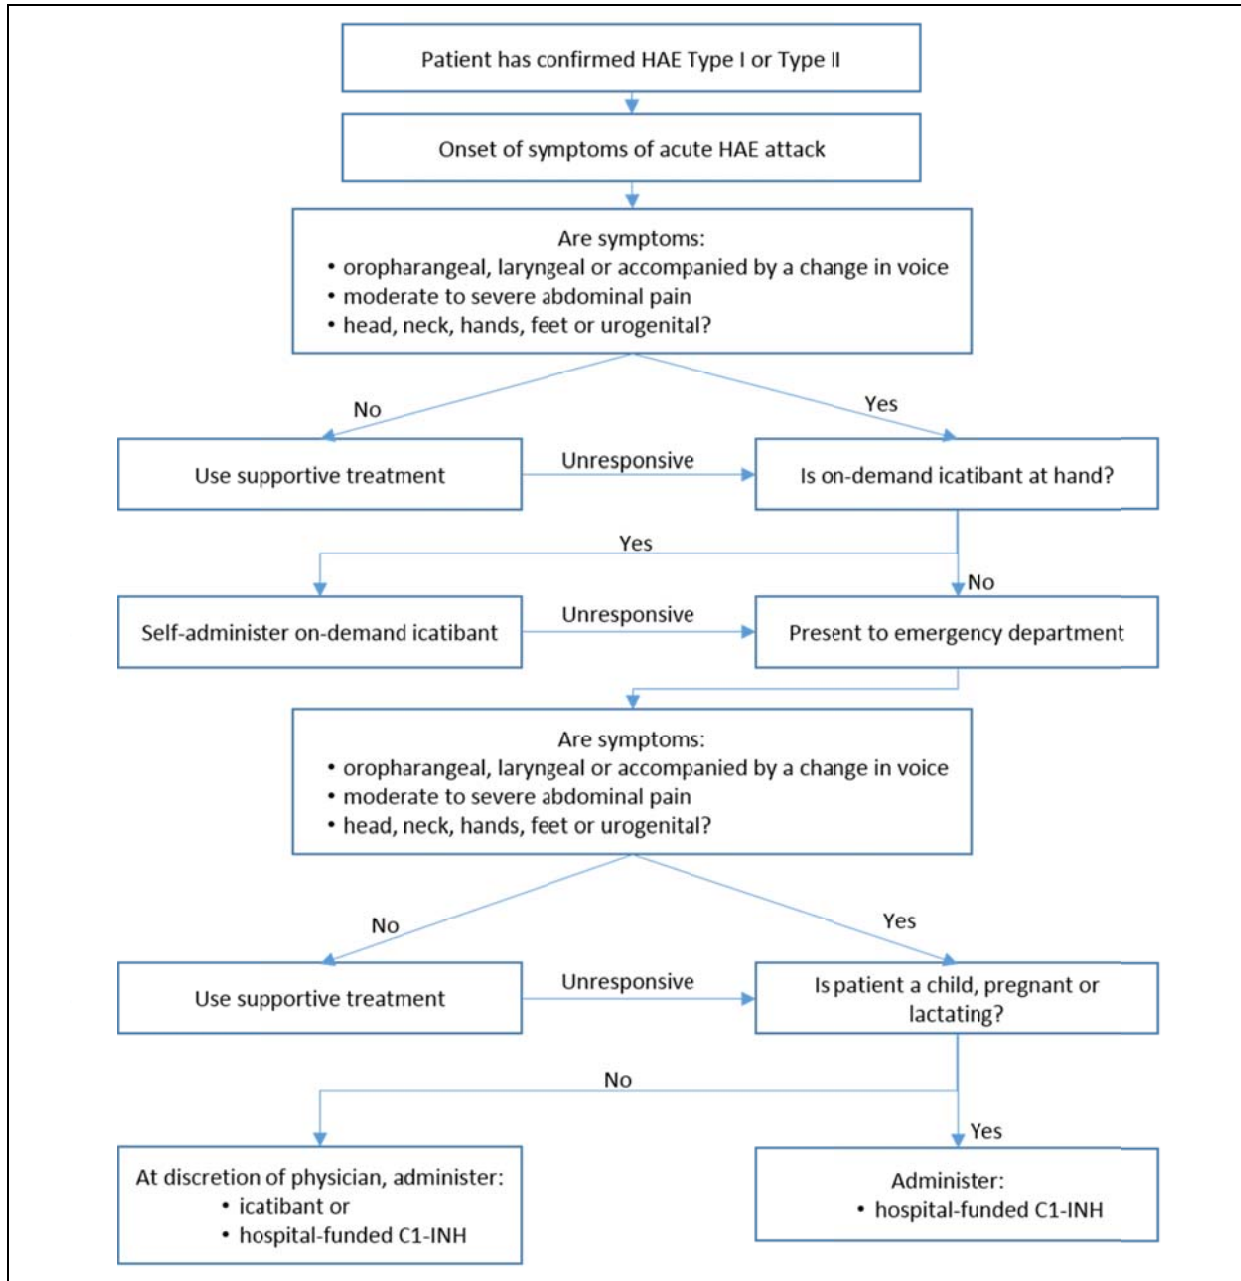 Patient has confirmed HAE Type I or Type II
Onset of symptoms of acute HAE attack
Are symptoms:
• oropharangeal, laryngeal or accompanied by a change in voice
• moderate to severe abdominal pain
• head, neck, hands, feet or urogenital?
No
Yes
Use supportive treatment
Unresponsive
Is on-demand icatibant at hand?
Yes
No
Self-administer on-demand icatibant
Unresponsive
Present to emergency department
Are symptoms:
• oropharangeal, laryngeal or accompanied by a change in voice
• moderate to severe abdominal pain
• head, neck, hands, feet or urogenital?
No
Yes
Use supportive treatment
Unresponsive
Is patient a child, pregnant or
lactating?
No
Yes
At discretion of physician, administer:
• icatibant or
• hospital-funded C1-INH
Administer:
• hospital-funded C1-INH